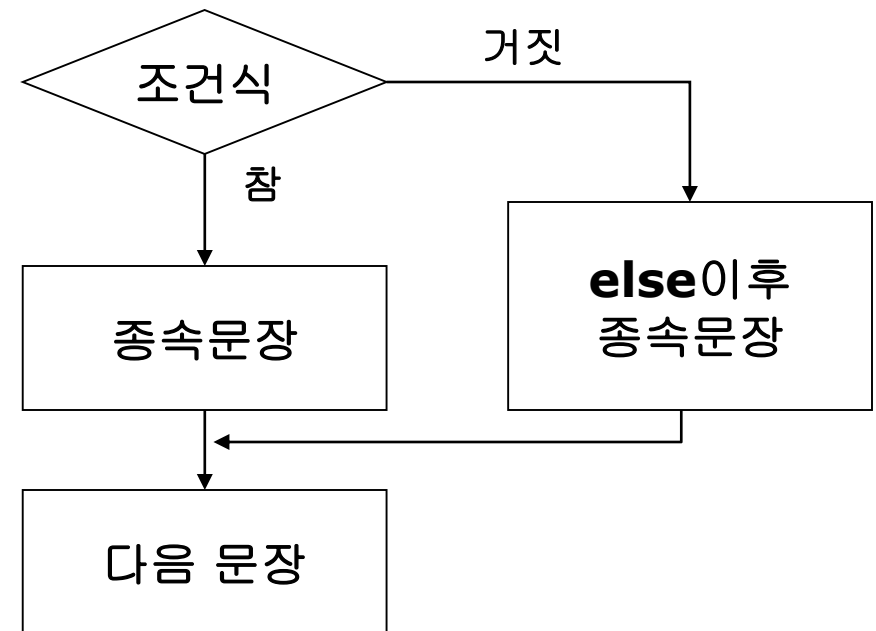 조건식
거짓
참
종속문장
else이후
종속문장
다음 문장